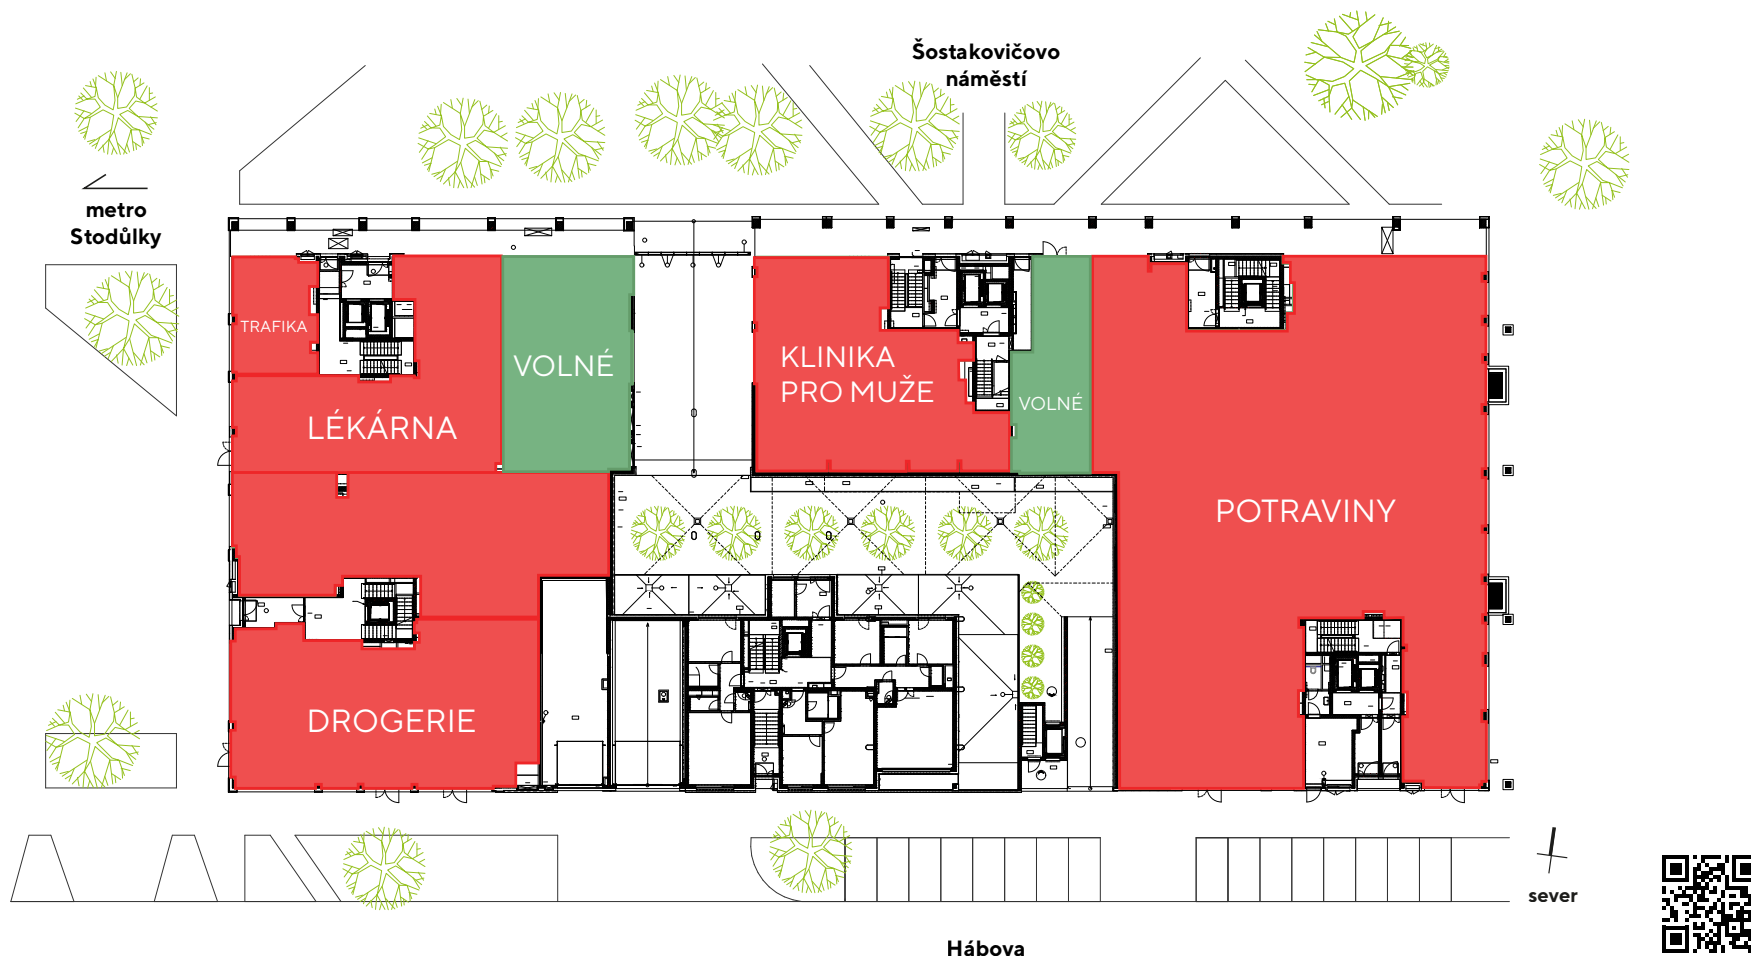 Šostakovičovo
náměstí
metro
Stodůlky
TRAFIKA
VOLNÉ
LÉKÁRNA
KLINIKA
PRO MUŽE
VOLNÉ
POTRAVINY
DROGERIE
sever
Hábova